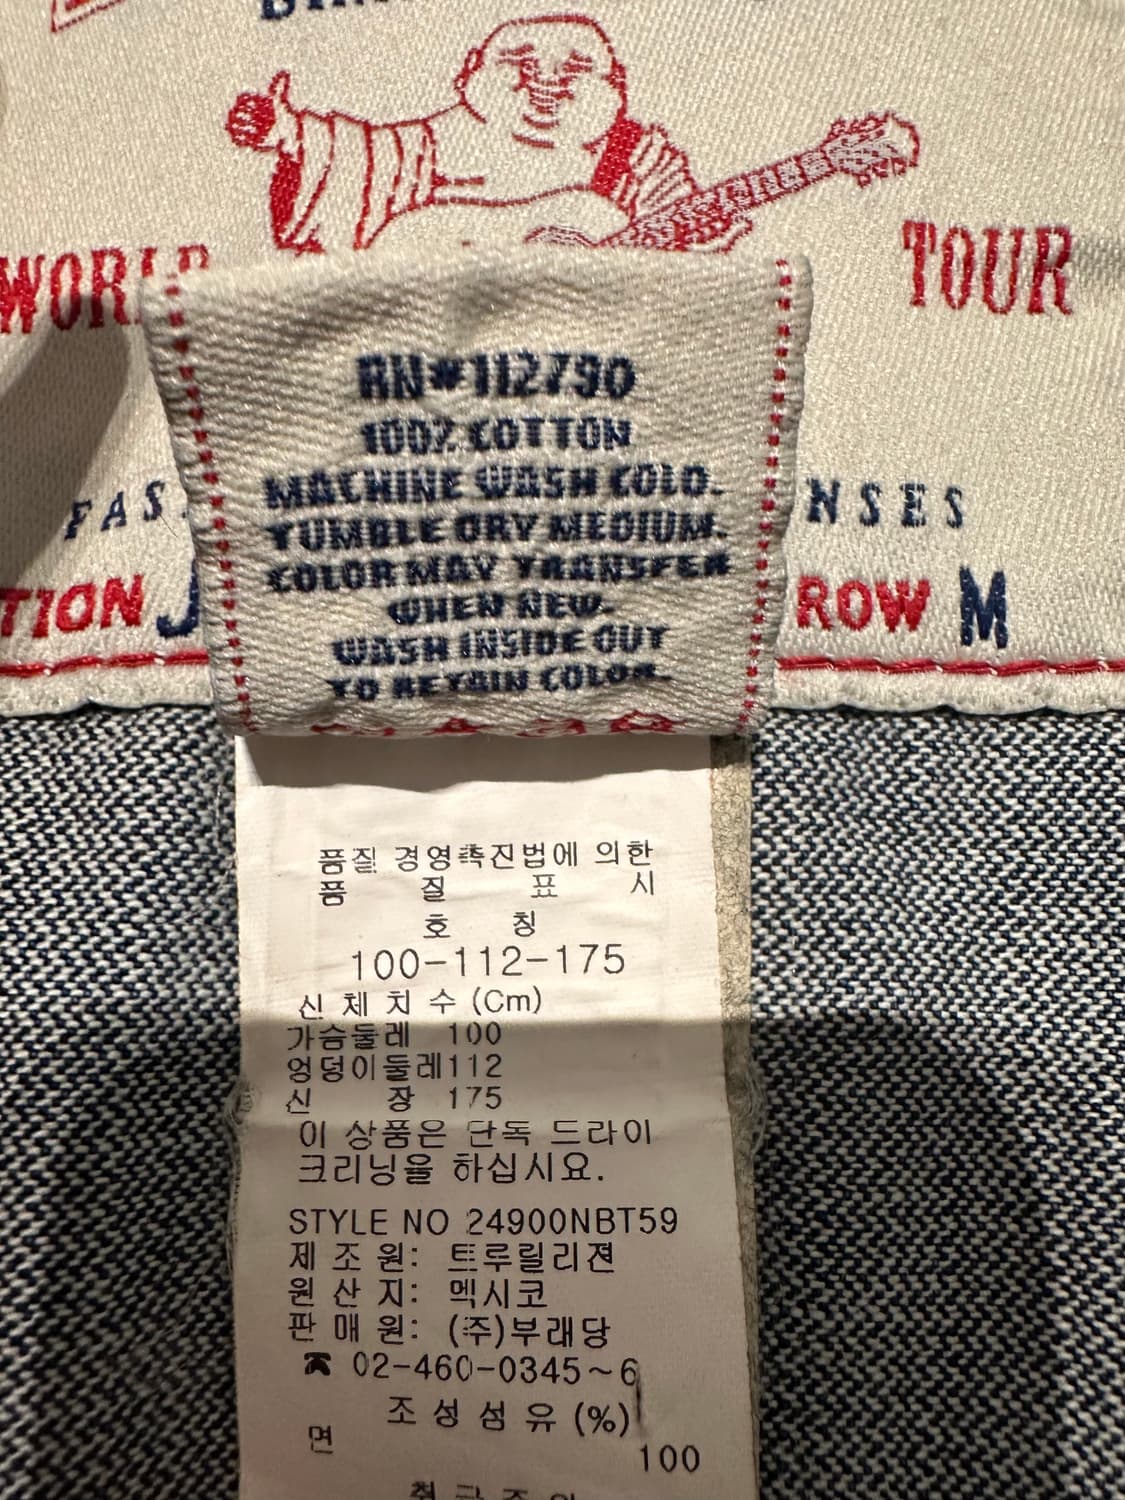 WORLD TOUR
RN#112790
100% COTTON
MACHINE WASH COLD.
TUMBLE DRY MEDIUM.
COLOR MAY TRANSFER
WHEN NEW.
WASH INSIDE OUT
TO RETAIN COLOR.
FAS NSES
TION J ROW M
품질 경영촉진법에 의한
품 질 표 시
호 칭
100-112-175
신 체 치 수 (Cm)
가슴둘레 100
엉덩이둘레112
신 장 175
이 상품은 단독 드라이
크리닝을 하십시요.
STYLE NO 24900NBT59
제 조 원: 트루릴리젼
원 산 지: 멕시코
판 매 원: (주)부래당
☎ 02-460-0345~6
조 성 섬 유 (%)
면 100